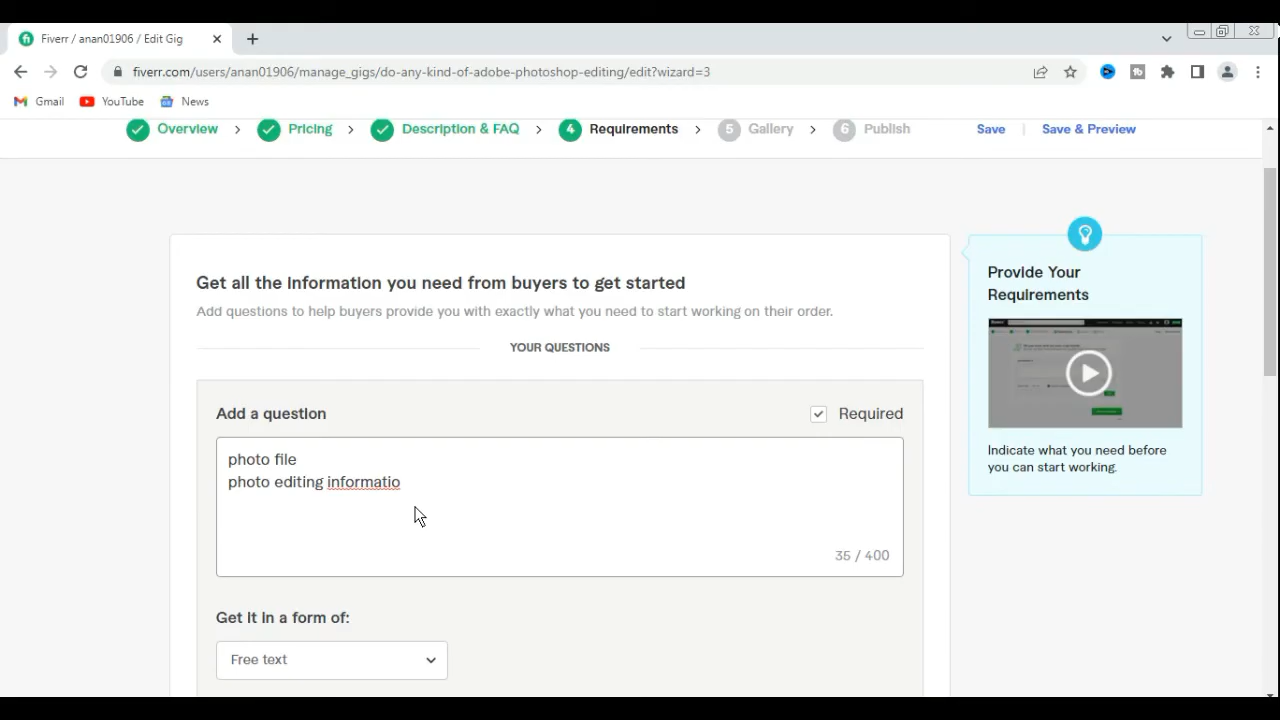 Fiverr / anan01906 / Edit Gig
fiverr.com/users/anan01906/manage_gigs/do-any-kind-of-adobe-photoshop-editing/edit?wizard=3
Gmail YouTube News
Overview Pricing Description & FAQ 4 Requirements 5 Gallery 6 Publish Save Save & Preview
Get all the information you need from buyers to get started
Add questions to help buyers provide you with exactly what you need to start working on their order.
YOUR QUESTIONS
Add a question
Required
photo file
photo editing informatio
35 / 400
Get it in a form of:
Free text
Provide Your
Requirements
Indicate what you need before
you can start working.